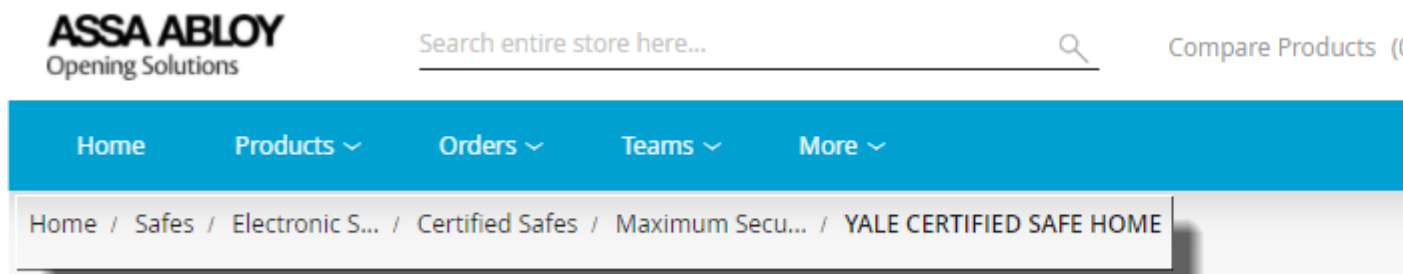 ASSA ABLOY
Opening Solutions
Search entire store here...
Compare Products (
Home Products Orders Teams More
Home / Safes / Electronic S... / Certified Safes / Maximum Secu... / YALE CERTIFIED SAFE HOME